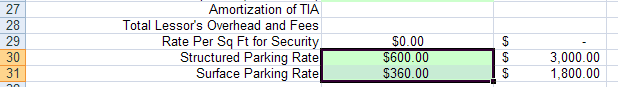 27 Amortization of TIA
28 Total Lessor's Overhead and Fees
29 Rate Per Sq Ft for Security $0.00 $ -
30 Structured Parking Rate $600.00 $ 3,000.00
31 Surface Parking Rate $360.00 $ 1,800.00